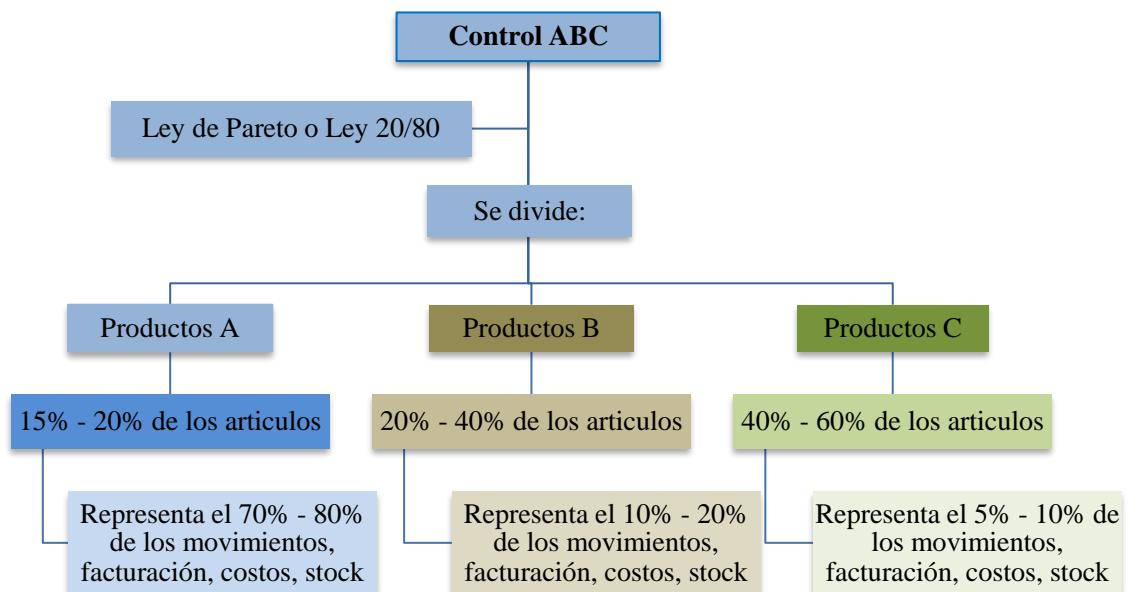 Control ABC
Ley de Pareto o Ley 20/80
Se divide:
Productos A
Productos B
Productos C
15% - 20% de los articulos
20% - 40% de los articulos
40% - 60% de los articulos
Representa el 70% - 80%
de los movimientos,
facturación, costos, stock
Representa el 10% - 20%
de los movimientos,
facturación, costos, stock
Representa el 5% - 10% de
los movimientos,
facturación, costos, stock